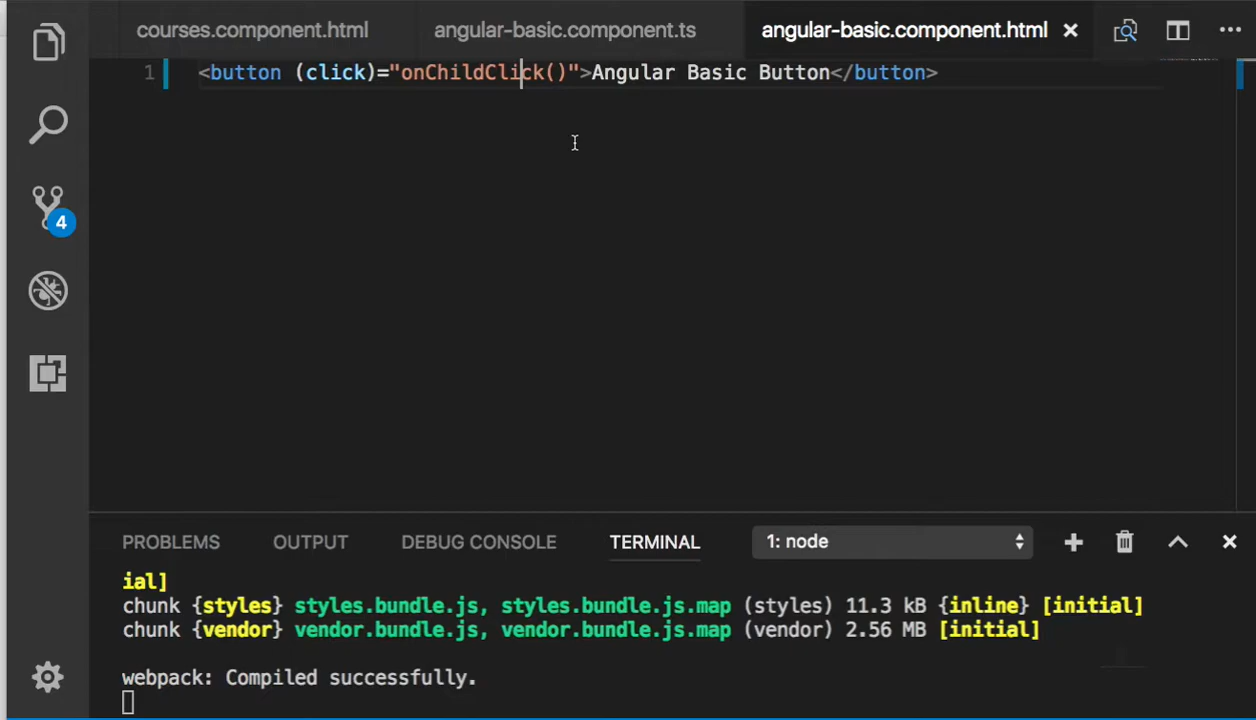 courses.component.html angular-basic.component.ts angular-basic.component.html
1 <button (click)="onChildClick()">Angular Basic Button</button>
4
PROBLEMS OUTPUT DEBUG CONSOLE TERMINAL 1: node
ial]
chunk {styles} styles.bundle.js, styles.bundle.js.map (styles) 11.3 kB {inline} [initial]
chunk {vendor} vendor.bundle.js, vendor.bundle.js.map (vendor) 2.56 MB [initial]
webpack: Compiled successfully.